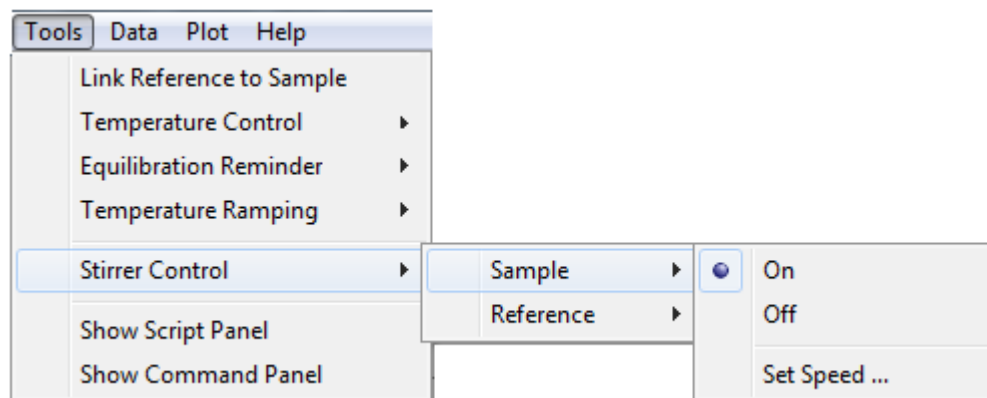 Tools Data Plot Help
Link Reference to Sample
Temperature Control
Equilibration Reminder
Temperature Ramping
Stirrer Control
Sample
Reference
On
Off
Set Speed ...
Show Script Panel
Show Command Panel